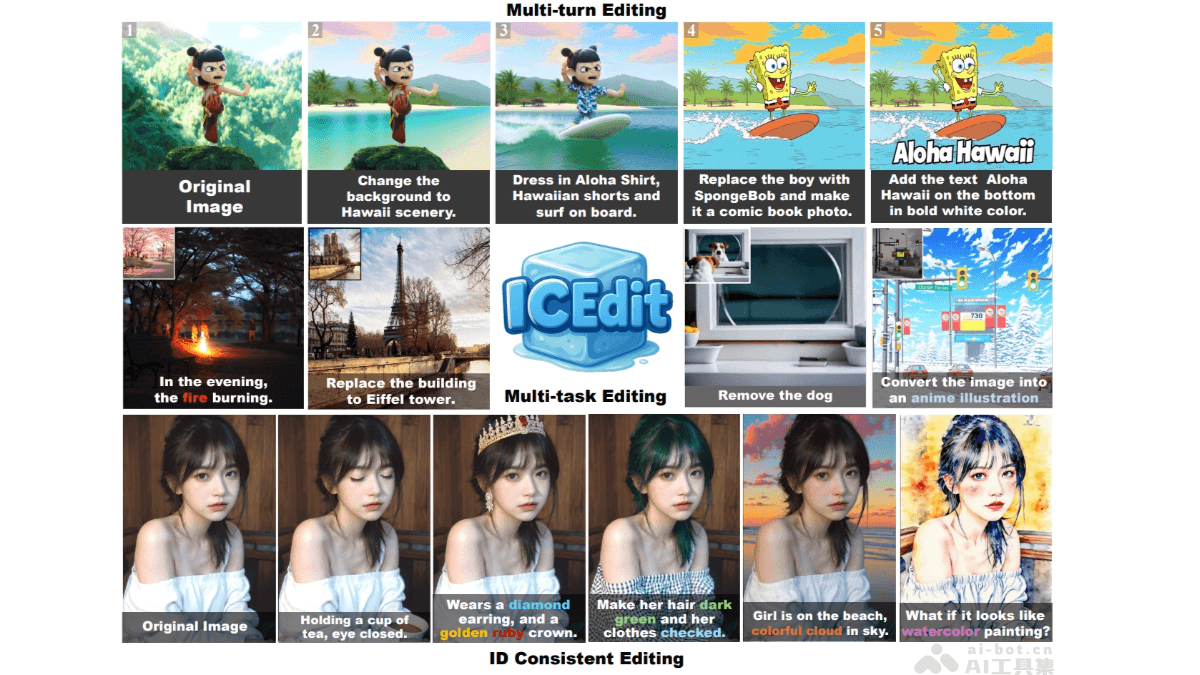 Multi-turn Editing
1
2
3
4
5
Aloha Hawaii
Original
Image
Change the
background to
Hawaii scenery.
Dress in Aloha Shirt,
Hawaiian shorts and
surf on board.
Replace the boy with
SpongeBob and make
it a comic book photo.
Add the text Aloha
Hawaii on the bottom
in bold white color.
In the evening,
the fire burning.
Replace the building
to Eiffel tower.
ICEdit
Multi-task Editing
Remove the dog
730
Convert the image into
an anime illustration
Original Image
Holding a cup of
tea, eye closed.
Wears a diamond
earring, and a
golden ruby crown.
Make her hair dark
green and her
clothes checked.
Girl is on the beach,
colorful cloud in sky.
What if it looks like
watercolor painting?
ID Consistent Editing
ai-bot.cn
AI工具集